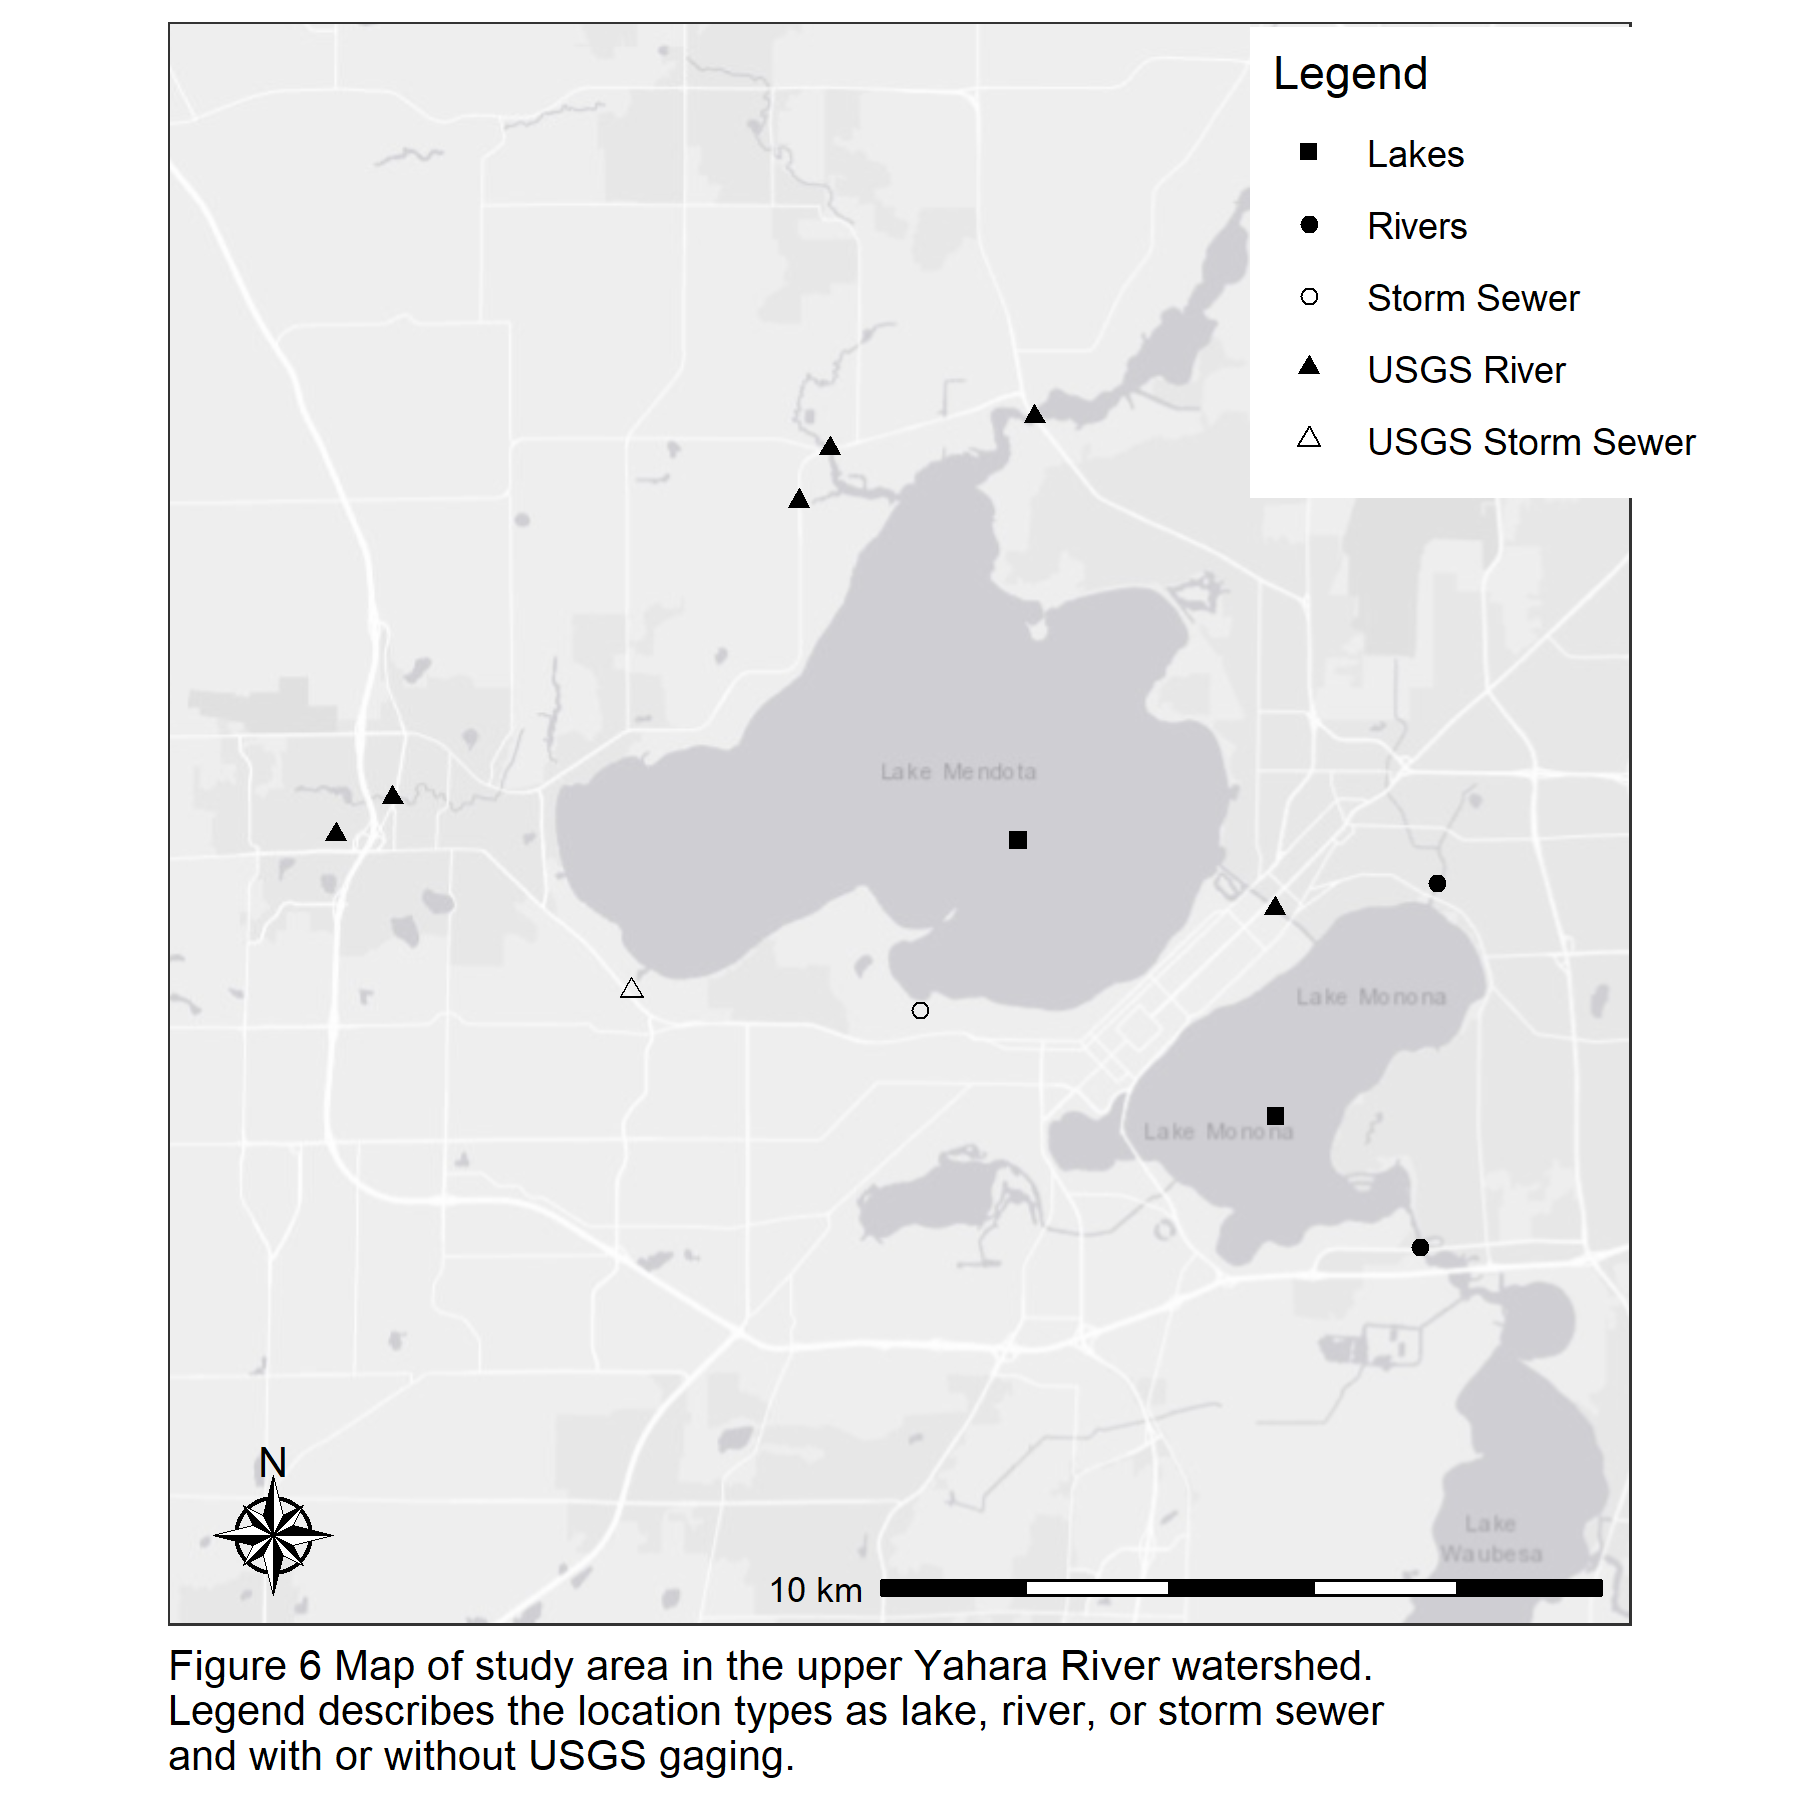 Legend
Lakes
Rivers
Storm Sewer
USGS River
USGS Storm Sewer
Lake Mendota
Lake Monona
Lake Monona
Lake
Waubesa
N
10 km
Figure 6 Map of study area in the upper Yahara River watershed.
Legend describes the location types as lake, river, or storm sewer
and with or without USGS gaging.